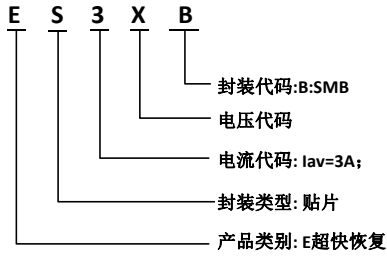 E S 3 X B
封装代码:B:SMB
电压代码
电流代码: Iav=3A；
封装类型: 贴片
产品类别: E超快恢复